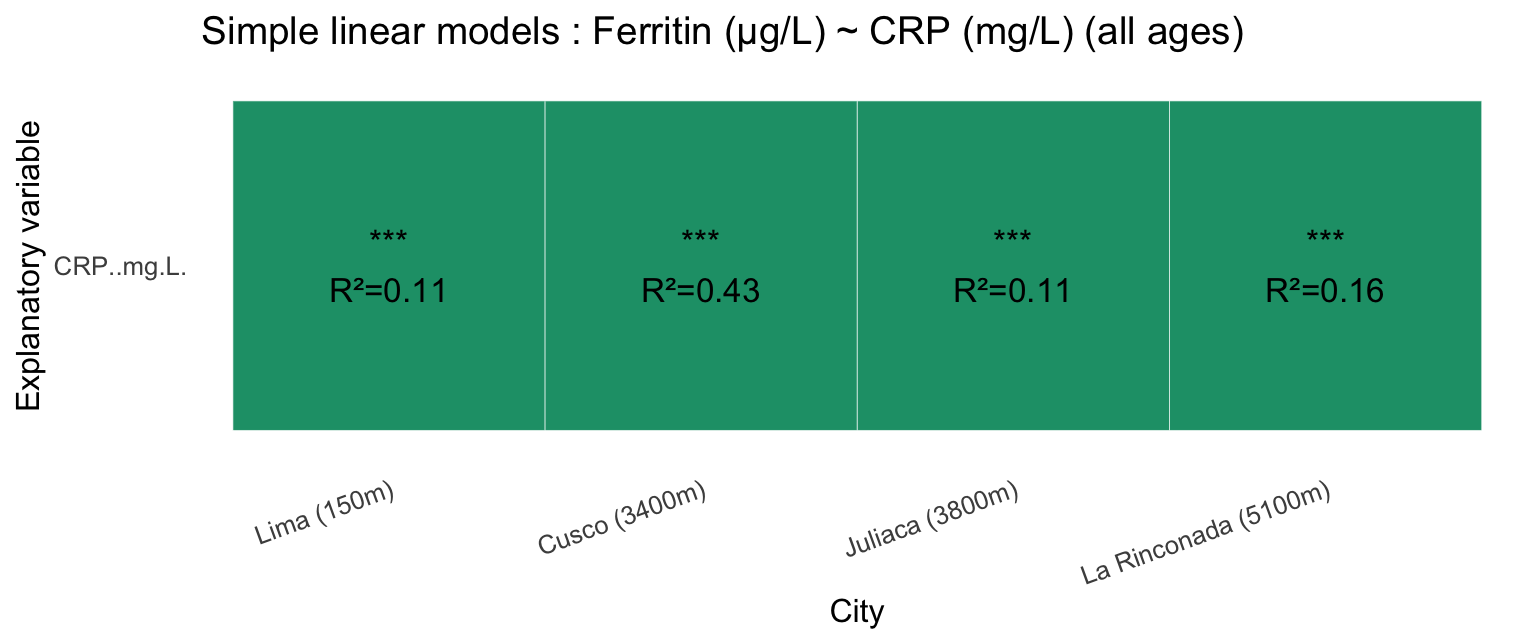 Simple linear models : Ferritin (µg/L) ~ CRP (mg/L) (all ages)
Explanatory variable
CRP..mg.L.
*** *** *** ***
R²=0.11 R²=0.43 R²=0.11 R²=0.16
Lima (150m) Cusco (3400m) Juliaca (3800m) La Rinconada (5100m)
City